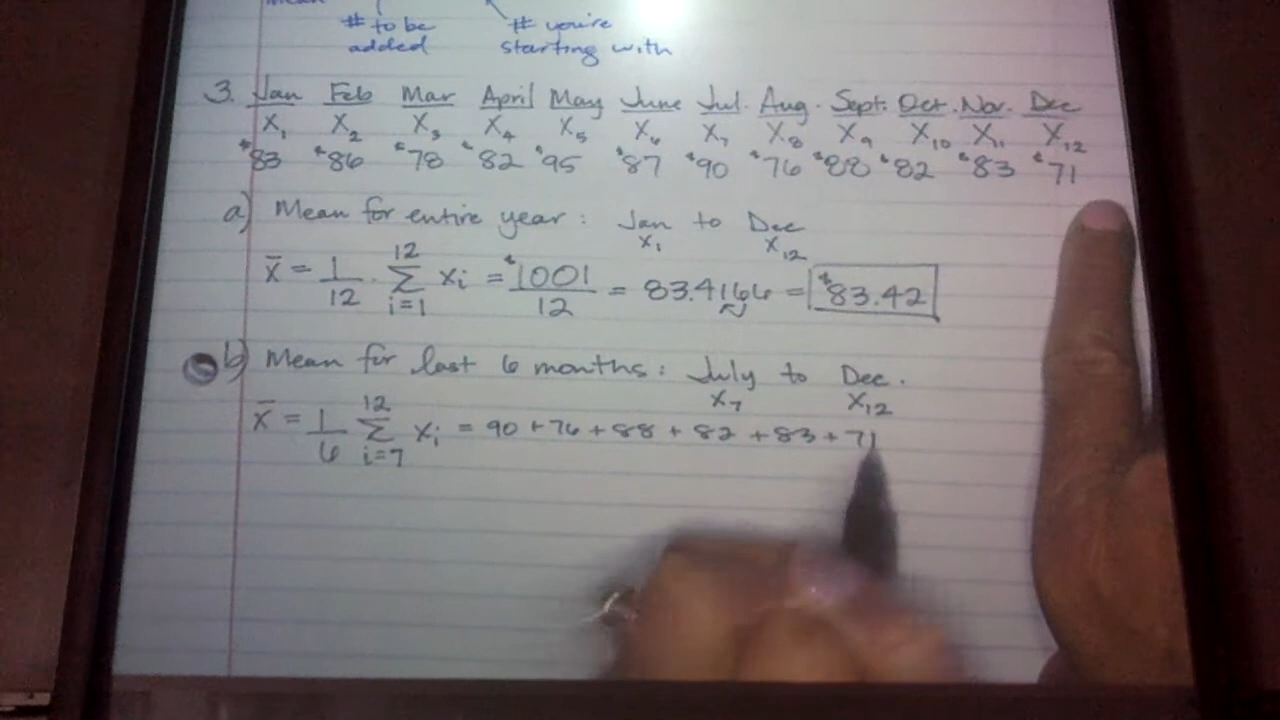 Mean
# to be # you're
added starting with
3. Jan Feb Mar April May June Jul. Aug. Sept. Oct. Nov. Dec
X₁ X₂ X₃ X₄ X₅ X₆ X₇ X₈ X₉ X₁₀ X₁₁ X₁₂
$83 $86 $78 $82 $95 $87 $90 $76 $88 $82 $83 $71
a) Mean for entire year: Jan to Dec
X₁ X₁₂
12
x̄ = 1/12 · Σ xᵢ = $1001/12 = 83.4166 = $83.42
i=1
b) Mean for last 6 months: July to Dec.
X₇ X₁₂
12
x̄ = 1/6 Σ xᵢ = 90 + 76 + 88 + 82 + 83 + 71
i=7